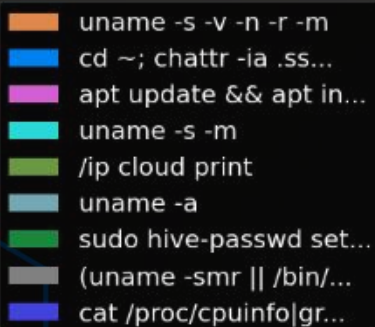 uname -s -v -n -r -m
cd ~; chattr -ia .ss...
apt update && apt in...
uname -s -m
/ip cloud print
uname -a
sudo hive-passwd set...
(uname -smr || /bin/...
cat /proc/cpuinfo|gr...